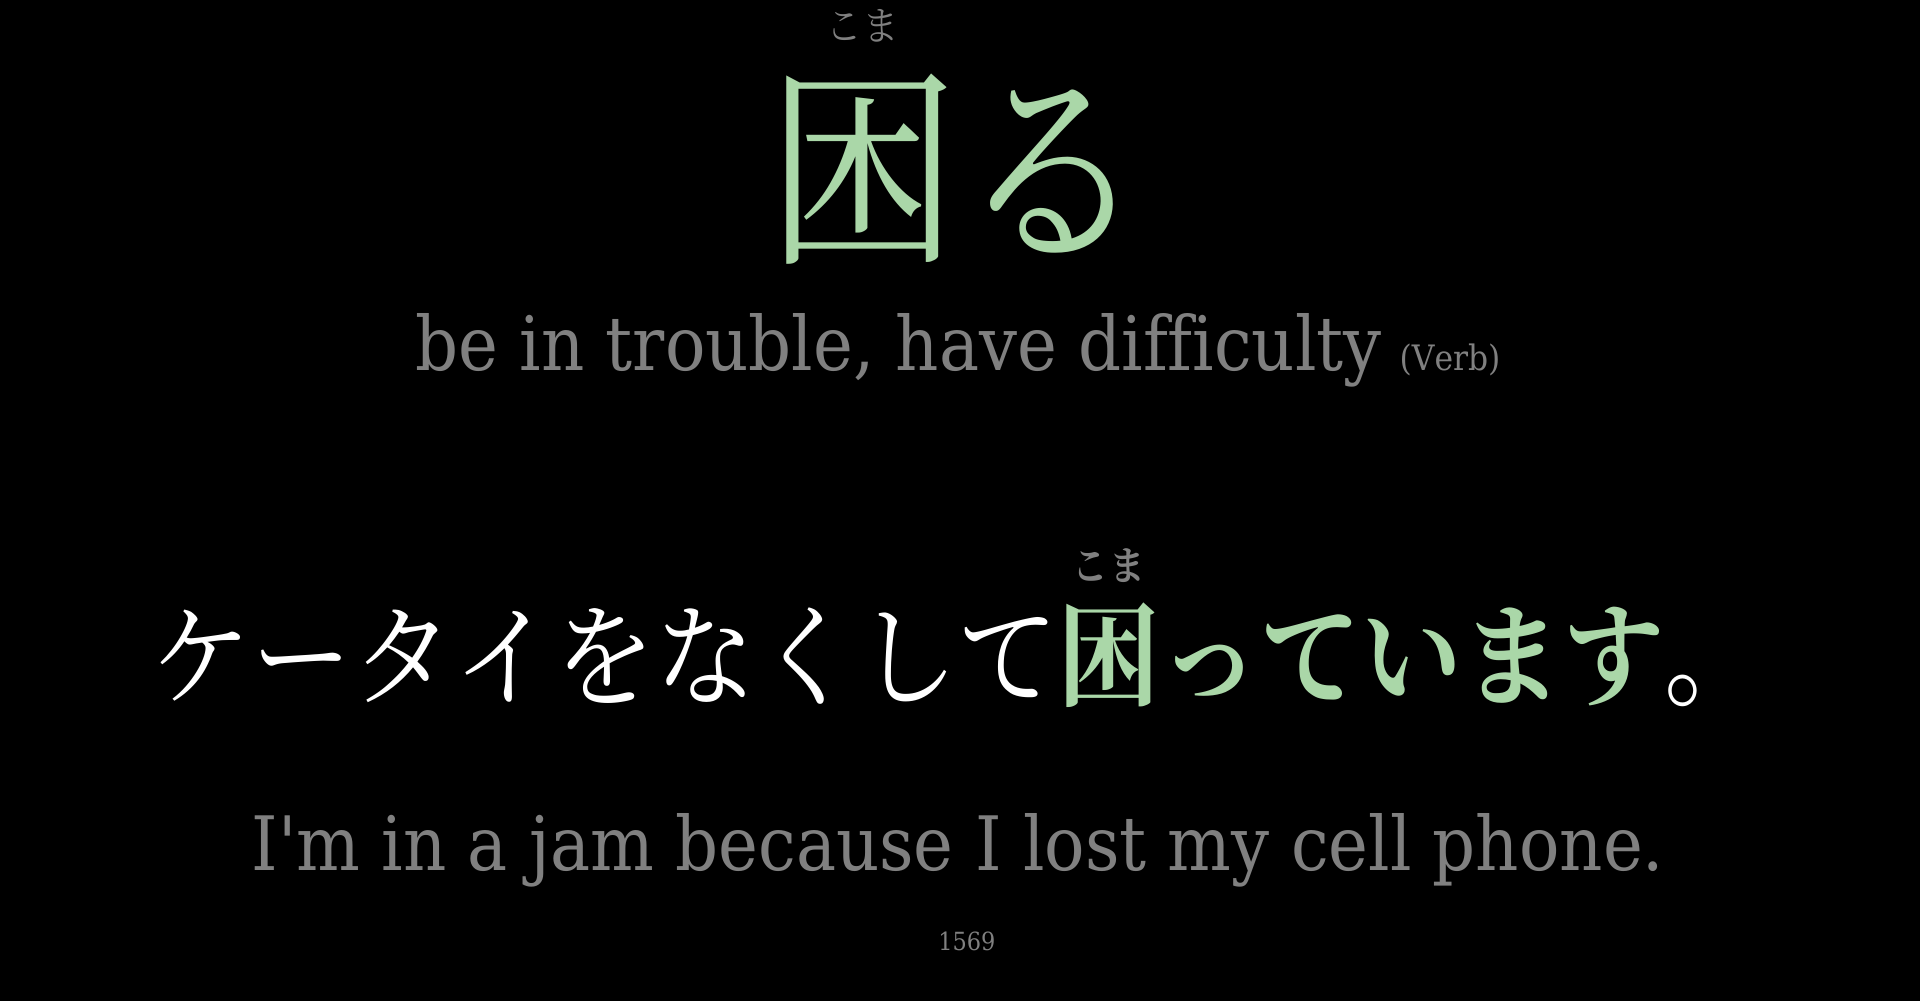 こま
困る
be in trouble, have difficulty (Verb)
こま
ケータイをなくして困っています。
I'm in a jam because I lost my cell phone.
1569